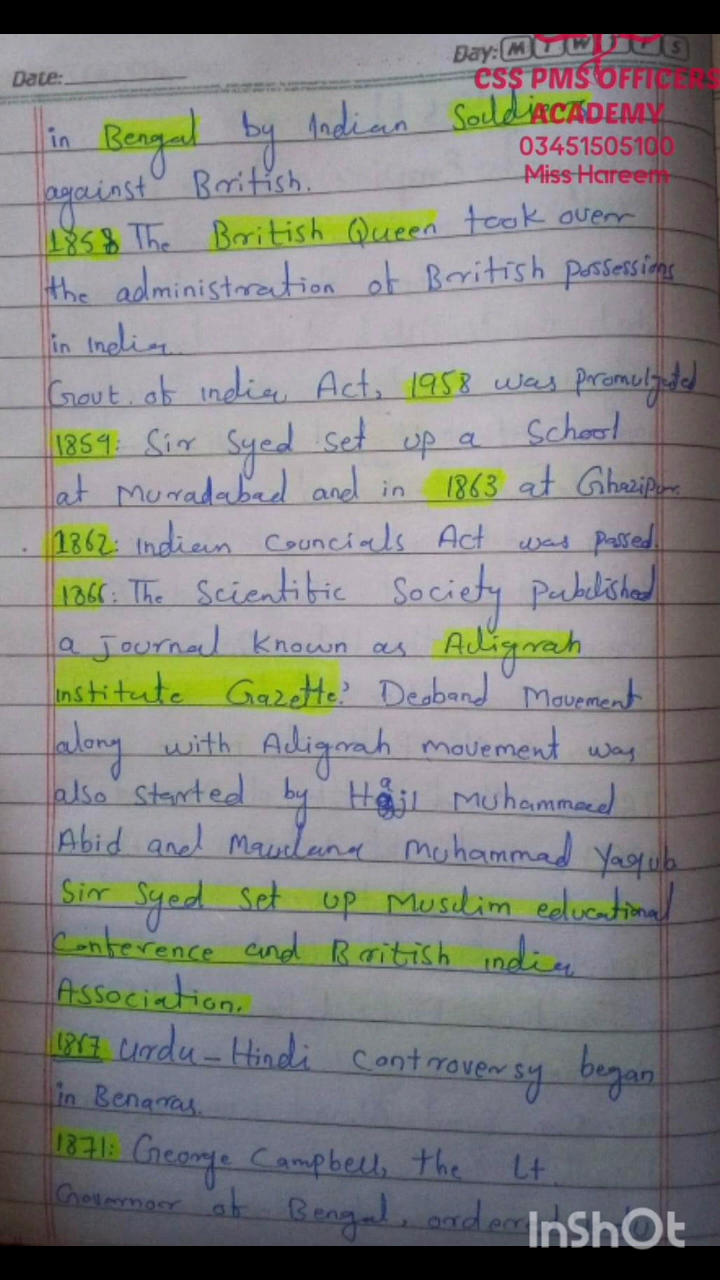 Day: M T W T F S
Date:
CSS PMS OFFICERS
ACADEMY
03451505100
Miss Hareem
in Bengal by Indian Soldiers
against British.
1858 The British Queen took over
the administration of British possessions
in India.
Govt. of india Act, 1958 was promulgated
1859: Sir Syed set up a School
at Muradabad and in 1863 at Ghazipur.
1862: Indian Councials Act was passed.
1866: The Scientific Society Published
a journal known as Adigrah
institute Gazette. Deoband Movement
along with Adigrah movement was
also started by Haji Muhammad
Abid and Maulana Muhammad Yaqub
Sir Syed set up Muslim educational
Conference and British india
Association.
1867 Urdu-Hindi controversy began
in Benaras.
1871: George Campbell, the Lt.
Governor of Bengal, ordered
InShOt